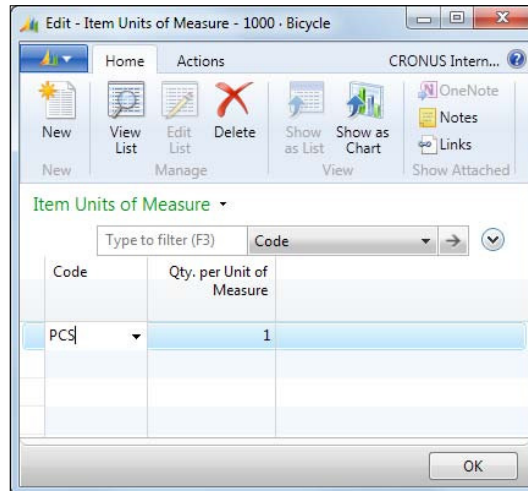 Edit - Item Units of Measure - 1000 · Bicycle
Home Actions CRONUS Intern...
New
View List
Edit List
Delete
Show as List
Show as Chart
OneNote
Notes
Links
New Manage View Show Attached
Item Units of Measure
Type to filter (F3) Code
Code Qty. per Unit of
Measure
PCS 1
OK